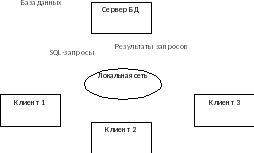 База данных
Сервер БД
Результаты запросов
SQL-запросы
Локальная сеть
Клиент 1
Клиент 3
Клиент 2